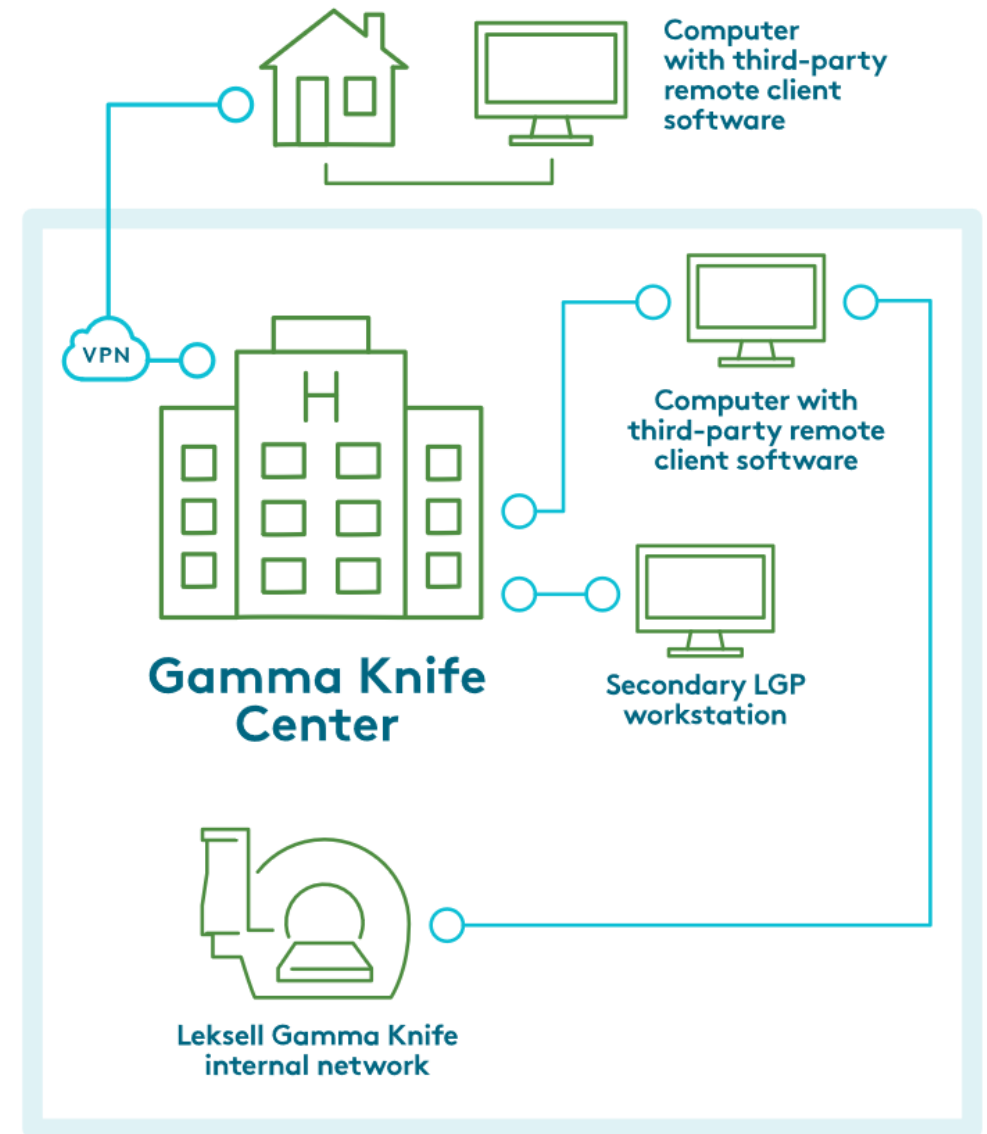 Computer
with third-party
remote client
software
VPN
H
Computer with
third-party remote
client software
Secondary LGP
workstation
Gamma Knife
Center
Leksell Gamma Knife
internal network